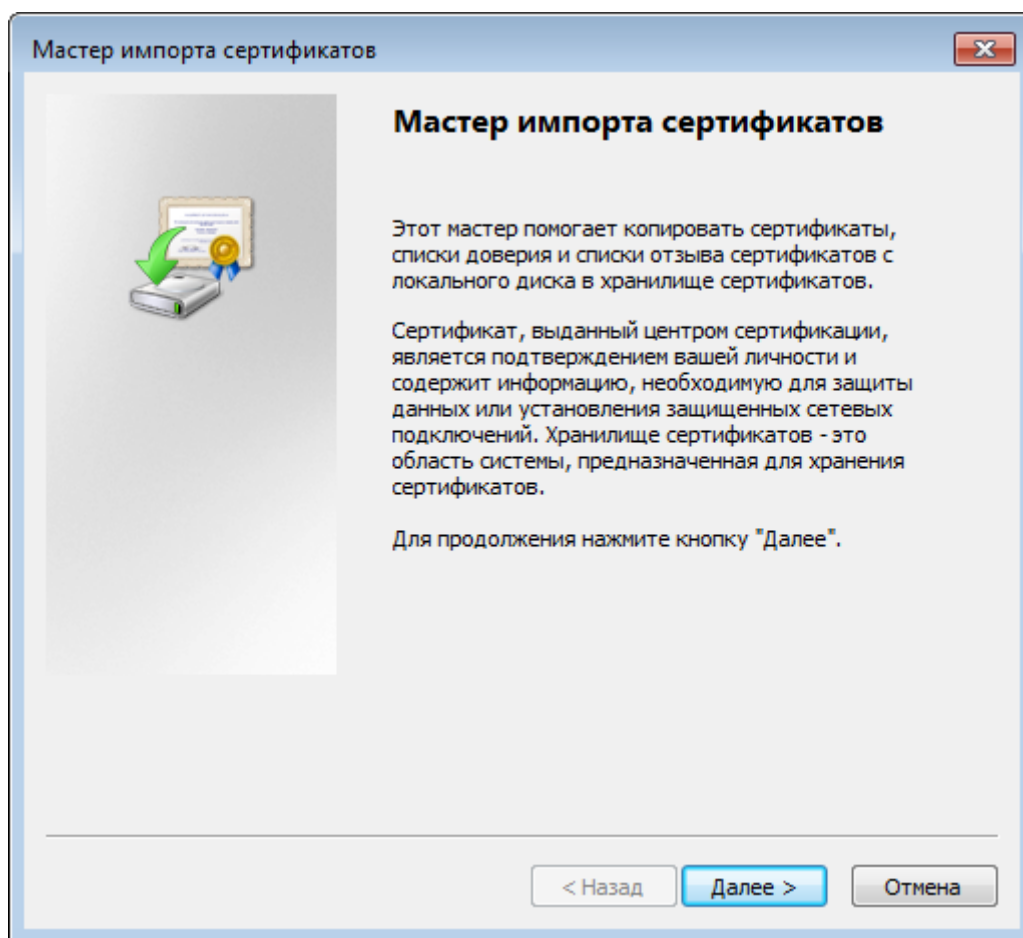 Мастер импорта сертификатов
Мастер импорта сертификатов
Этот мастер помогает копировать сертификаты,
списки доверия и списки отзыва сертификатов с
локального диска в хранилище сертификатов.
Сертификат, выданный центром сертификации,
является подтверждением вашей личности и
содержит информацию, необходимую для защиты
данных или установления защищенных сетевых
подключений. Хранилище сертификатов - это
область системы, предназначенная для хранения
сертификатов.
Для продолжения нажмите кнопку "Далее".
< Назад
Далее >
Отмена